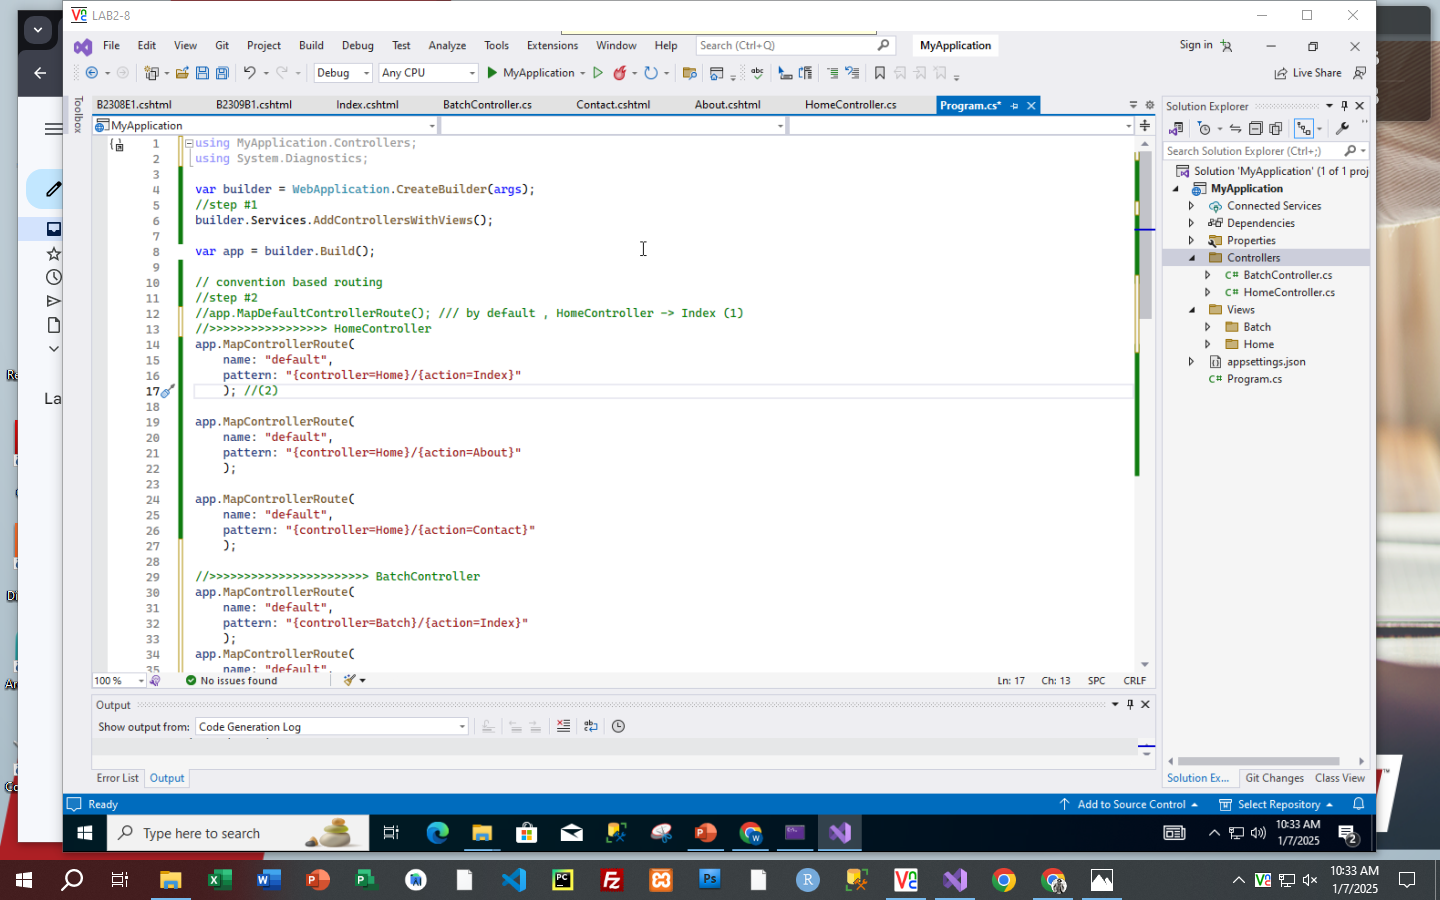 LAB2-8
File Edit View Git Project Build Debug Test Analyze Tools Extensions Window Help Search (Ctrl+Q) MyApplication Sign in
Debug Any CPU MyApplication Live Share
Toolbox
B2308E1.cshtml B2309B1.cshtml Index.cshtml BatchController.cs Contact.cshtml About.cshtml HomeController.cs Program.cs*
MyApplication
1 using MyApplication.Controllers;
2 using System.Diagnostics;
3
4 var builder = WebApplication.CreateBuilder(args);
5 //step #1
6 builder.Services.AddControllersWithViews();
7
8 var app = builder.Build();
9
10 // convention based routing
11 //step #2
12 //app.MapDefaultControllerRoute(); /// by default , HomeController -> Index (1)
13 //>>>>>>>>>>>>>>>>> HomeController
14 app.MapControllerRoute(
15 name: "default",
16 pattern: "{controller=Home}/{action=Index}"
17 ); //(2)
18
19 app.MapControllerRoute(
20 name: "default",
21 pattern: "{controller=Home}/{action=About}"
22 );
23
24 app.MapControllerRoute(
25 name: "default",
26 pattern: "{controller=Home}/{action=Contact}"
27 );
28
29 //>>>>>>>>>>>>>>>>>>>>>>> BatchController
30 app.MapControllerRoute(
31 name: "default",
32 pattern: "{controller=Batch}/{action=Index}"
33 );
34 app.MapControllerRoute(
35 name: "default",
100 % No issues found Ln: 17 Ch: 13 SPC CRLF
Output
Show output from: Code Generation Log
Error List Output
Solution Explorer
Search Solution Explorer (Ctrl+;)
Solution 'MyApplication' (1 of 1 proj
MyApplication
Connected Services
Dependencies
Properties
Controllers
C# BatchController.cs
C# HomeController.cs
Views
Batch
Home
appsettings.json
C# Program.cs
Solution Ex... Git Changes Class View
Ready Add to Source Control Select Repository
Type here to search
10:33 AM
1/7/2025
2
La
10:33 AM
1/7/2025